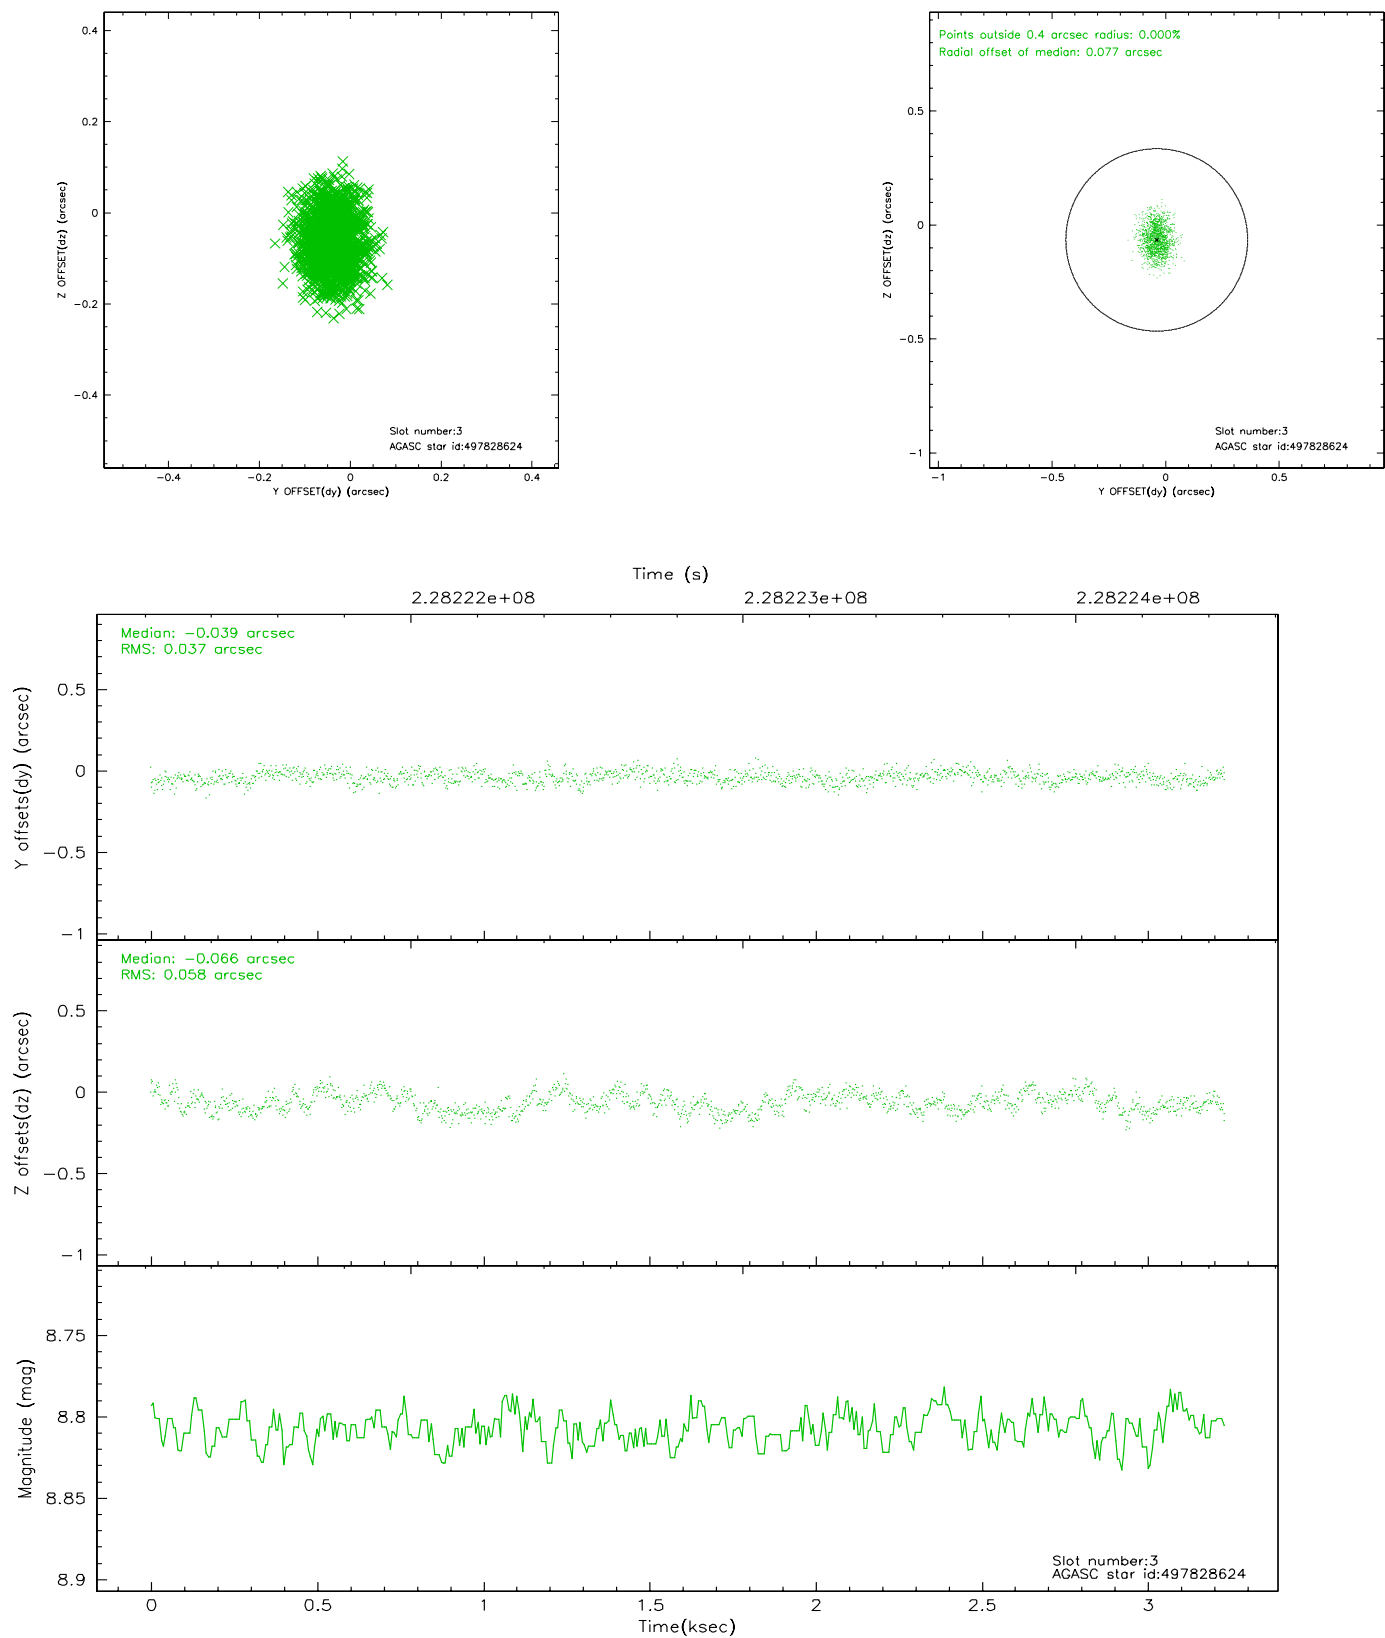 0.4
0.2
0
-0.2
-0.4
Z OFFSET(dz) (arcsec)
Slot number:3
AGASC star id:497828624
-0.4 -0.2 0 0.2 0.4
Y OFFSET(dy) (arcsec)
Points outside 0.4 arcsec radius: 0.000%
Radial offset of median: 0.077 arcsec
0.5
0
-0.5
-1
Z OFFSET(dz) (arcsec)
Slot number:3
AGASC star id:497828624
-1 -0.5 0 0.5
Y OFFSET(dy) (arcsec)
Time (s)
2.28222e+08 2.28223e+08 2.28224e+08
Median: -0.039 arcsec
RMS: 0.037 arcsec
0.5
0
-0.5
-1
Y offsets(dy) (arcsec)
Median: -0.066 arcsec
RMS: 0.058 arcsec
0.5
0
-0.5
-1
Z offsets(dz) (arcsec)
8.75
8.8
8.85
8.9
Magnitude (mag)
Slot number:3
AGASC star id:497828624
0 0.5 1 1.5 2 2.5 3
Time(ksec)